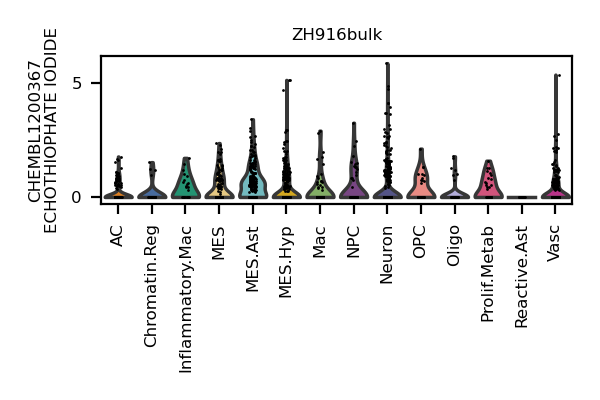 ZH916bulk
CHEMBL1200367
ECHOTHIOPHATE IODIDE
5
0
AC
Chromatin.Reg
Inflammatory.Mac
MES
MES.Ast
MES.Hyp
Mac
NPC
Neuron
OPC
Oligo
Prolif.Metab
Reactive.Ast
Vasc